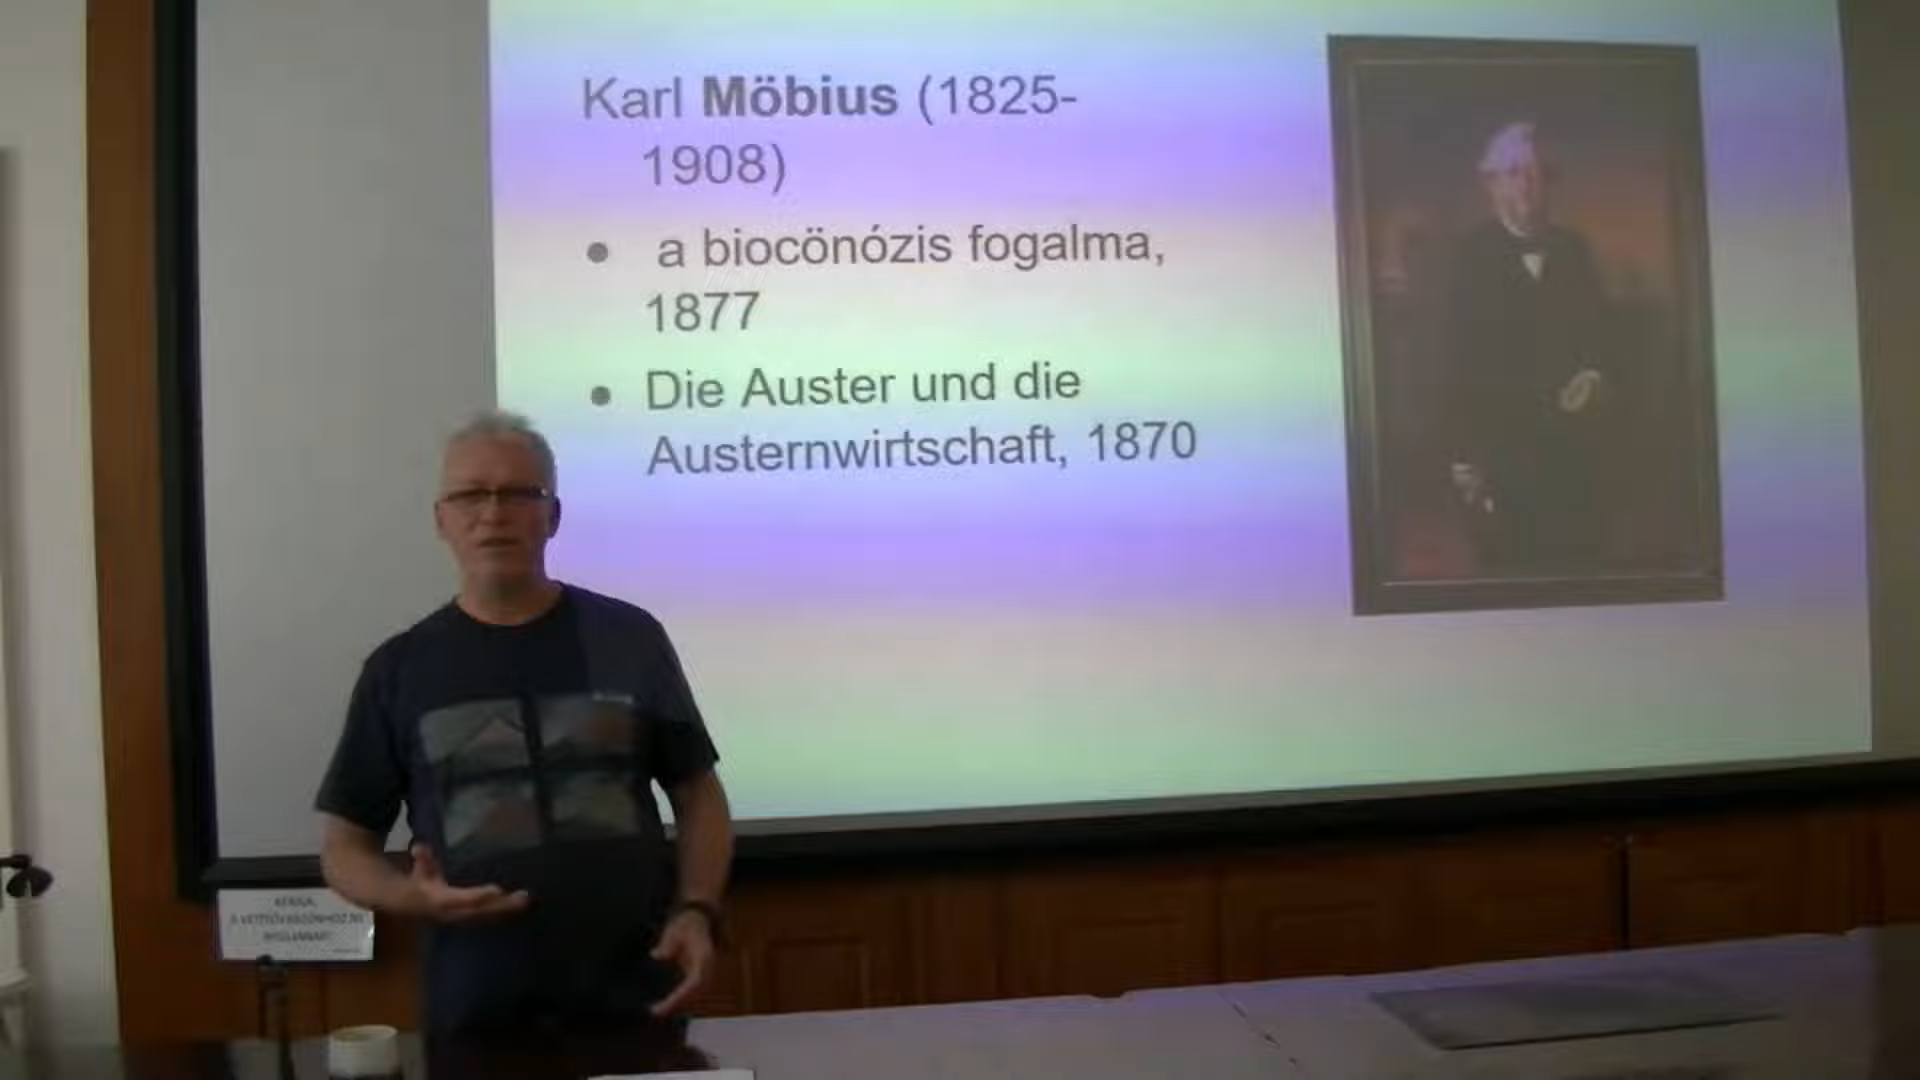 Karl Möbius (1825-
1908)
● a biocönózis fogalma,
1877
● Die Auster und die
Austernwirtschaft, 1870